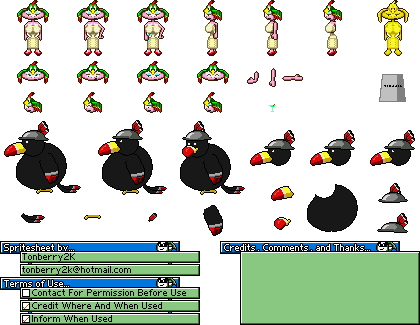 Spritesheet by...
Tonberry2K
tonberry2k@hotmail.com
Terms of Use...
Contact For Permission Before Use
Credit Where And When Used
Inform When Used
Credits, Comments, and Thanks...